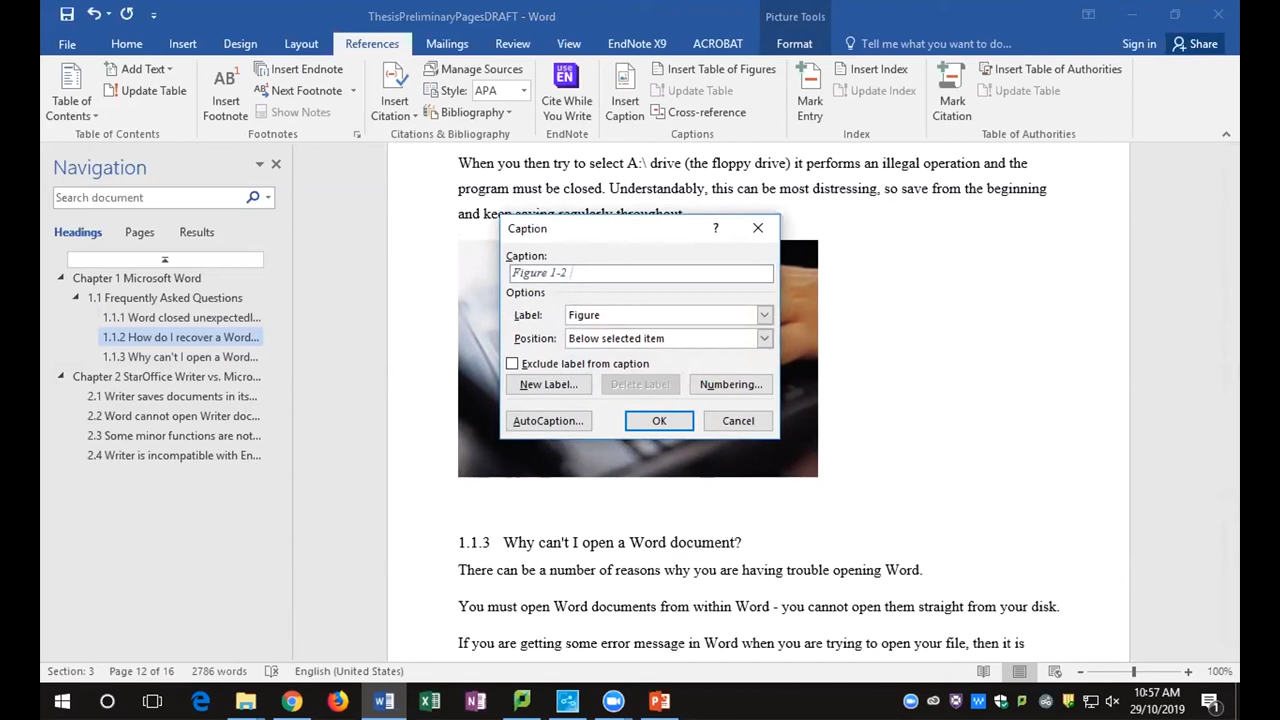 ThesisPreliminaryPagesDRAFT - Word
Picture Tools
File Home Insert Design Layout References Mailings Review View EndNote X9 ACROBAT Format Tell me what you want to do... Sign in Share
Table of Contents
Add Text
Update Table
Table of Contents
AB1
Insert Footnote
Insert Endnote
Next Footnote
Show Notes
Footnotes
Insert Citation
Manage Sources
Style: APA
Bibliography
Citations & Bibliography
use EN
Cite While You Write
EndNote
Insert Caption
Insert Table of Figures
Update Table
Cross-reference
Captions
Mark Entry
Insert Index
Update Index
Index
Mark Citation
Insert Table of Authorities
Update Table
Table of Authorities
Navigation
Search document
Headings Pages Results
Chapter 1 Microsoft Word
1.1 Frequently Asked Questions
1.1.1 Word closed unexpectedl...
1.1.2 How do I recover a Word...
1.1.3 Why can't I open a Word...
Chapter 2 StarOffice Writer vs. Micro...
2.1 Writer saves documents in its...
2.2 Word cannot open Writer doc...
2.3 Some minor functions are not...
2.4 Writer is incompatible with En...
When you then try to select A:\ drive (the floppy drive) it performs an illegal operation and the
program must be closed. Understandably, this can be most distressing, so save from the beginning
and keep saving regularly throughout.
Caption
?
Caption:
Figure 1-2
Options
Label: Figure
Position: Below selected item
Exclude label from caption
New Label... Delete Label Numbering...
AutoCaption... OK Cancel
1.1.3 Why can't I open a Word document?
There can be a number of reasons why you are having trouble opening Word.
You must open Word documents from within Word - you cannot open them straight from your disk.
If you are getting some error message in Word when you are trying to open your file, then it is
Section: 3 Page 12 of 16 2786 words English (United States) 100%
10:57 AM
29/10/2019